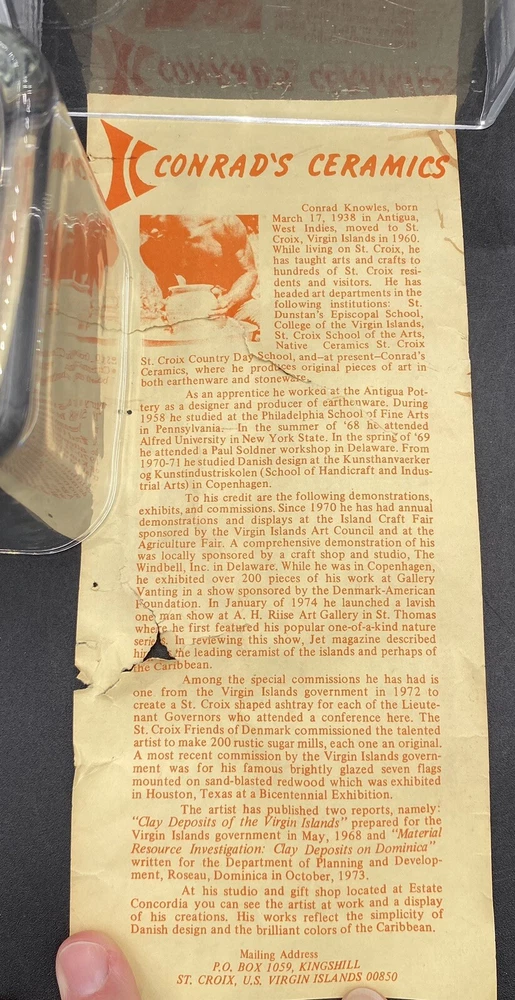 CONRAD'S CERAMICS
Conrad Knowles, born
March 17, 1938 in Antigua,
West Indies, moved to St.
Croix, Virgin Islands in 1960.
While living on St. Croix, he
has taught arts and crafts to
hundreds of St. Croix resi-
dents and visitors. He has
headed art departments in the
following institutions: St.
Dunstan's Episcopal School,
College of the Virgin Islands,
St. Croix School of the Arts,
Native Ceramics St. Croix
St. Croix Country Day School, and—at present—Conrad's
Ceramics, where he produces original pieces of art in
both earthenware and stoneware.
As an apprentice he worked at the Antigua Pot-
tery as a designer and producer of earthenware. During
1958 he studied at the Philadelphia School of Fine Arts
in Pennsylvania. In the summer of '68 he attended
Alfred University in New York State. In the spring of '69
he attended a Paul Soldner workshop in Delaware. From
1970-71 he studied Danish design at the Kunsthanvaerker
og Kunstindustriskolen (School of Handicraft and Indus-
trial Arts) in Copenhagen.
To his credit are the following demonstrations,
exhibits, and commissions. Since 1970 he has had annual
demonstrations and displays at the Island Craft Fair
sponsored by the Virgin Islands Art Council and at the
Agriculture Fair. A comprehensive demonstration of his
was locally sponsored by a craft shop and studio, The
Windbell, Inc. in Delaware. While he was in Copenhagen,
he exhibited over 200 pieces of his work at Gallery
Vanting in a show sponsored by the Denmark-American
Foundation. In January of 1974 he launched a lavish
one man show at A. H. Riise Art Gallery in St. Thomas
where he first featured his popular one-of-a-kind nature
series. In reviewing this show, Jet magazine described
the leading ceramist of the islands and perhaps of
the Caribbean.
Among the special commissions he has had is
one from the Virgin Islands government in 1972 to
create a St. Croix shaped ashtray for each of the Lieute-
nant Governors who attended a conference here. The
St. Croix Friends of Denmark commissioned the talented
artist to make 200 rustic sugar mills, each one an original.
A most recent commission by the Virgin Islands govern-
ment was for his famous brightly glazed seven flags
mounted on sand-blasted redwood which was exhibited
in Houston, Texas at a Bicentennial Exhibition.
The artist has published two reports, namely:
"Clay Deposits of the Virgin Islands" prepared for the
Virgin Islands government in May, 1968 and "Material
Resource Investigation: Clay Deposits on Dominica"
written for the Department of Planning and Develop-
ment, Roseau, Dominica in October, 1973.
At his studio and gift shop located at Estate
Concordia you can see the artist at work and a display
of his creations. His works reflect the simplicity of
Danish design and the brilliant colors of the Caribbean.
Mailing Address
P.O. BOX 1059, KINGSHILL
ST. CROIX, U.S. VIRGIN ISLANDS 00850